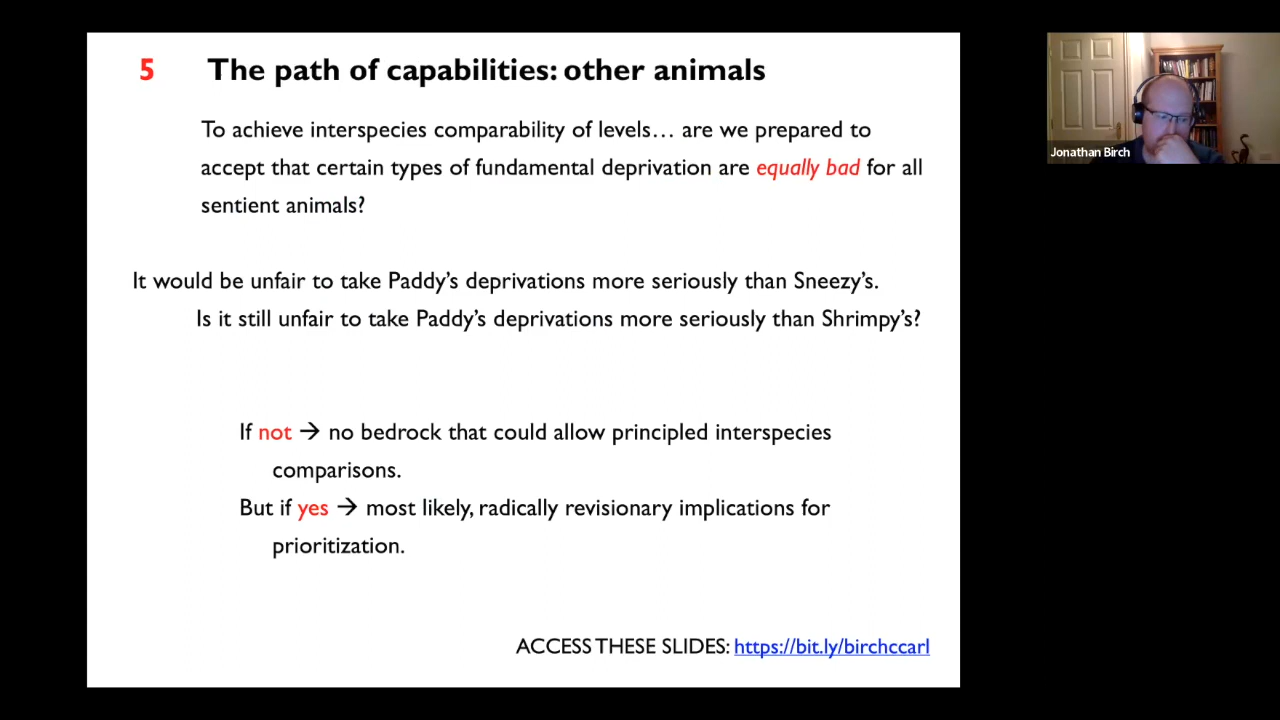 5 The path of capabilities: other animals
To achieve interspecies comparability of levels… are we prepared to
accept that certain types of fundamental deprivation are equally bad for all
sentient animals?
It would be unfair to take Paddy's deprivations more seriously than Sneezy's.
Is it still unfair to take Paddy's deprivations more seriously than Shrimpy's?
If not → no bedrock that could allow principled interspecies
comparisons.
But if yes → most likely, radically revisionary implications for
prioritization.
ACCESS THESE SLIDES: https://bit.ly/birchccarl
Jonathan Birch